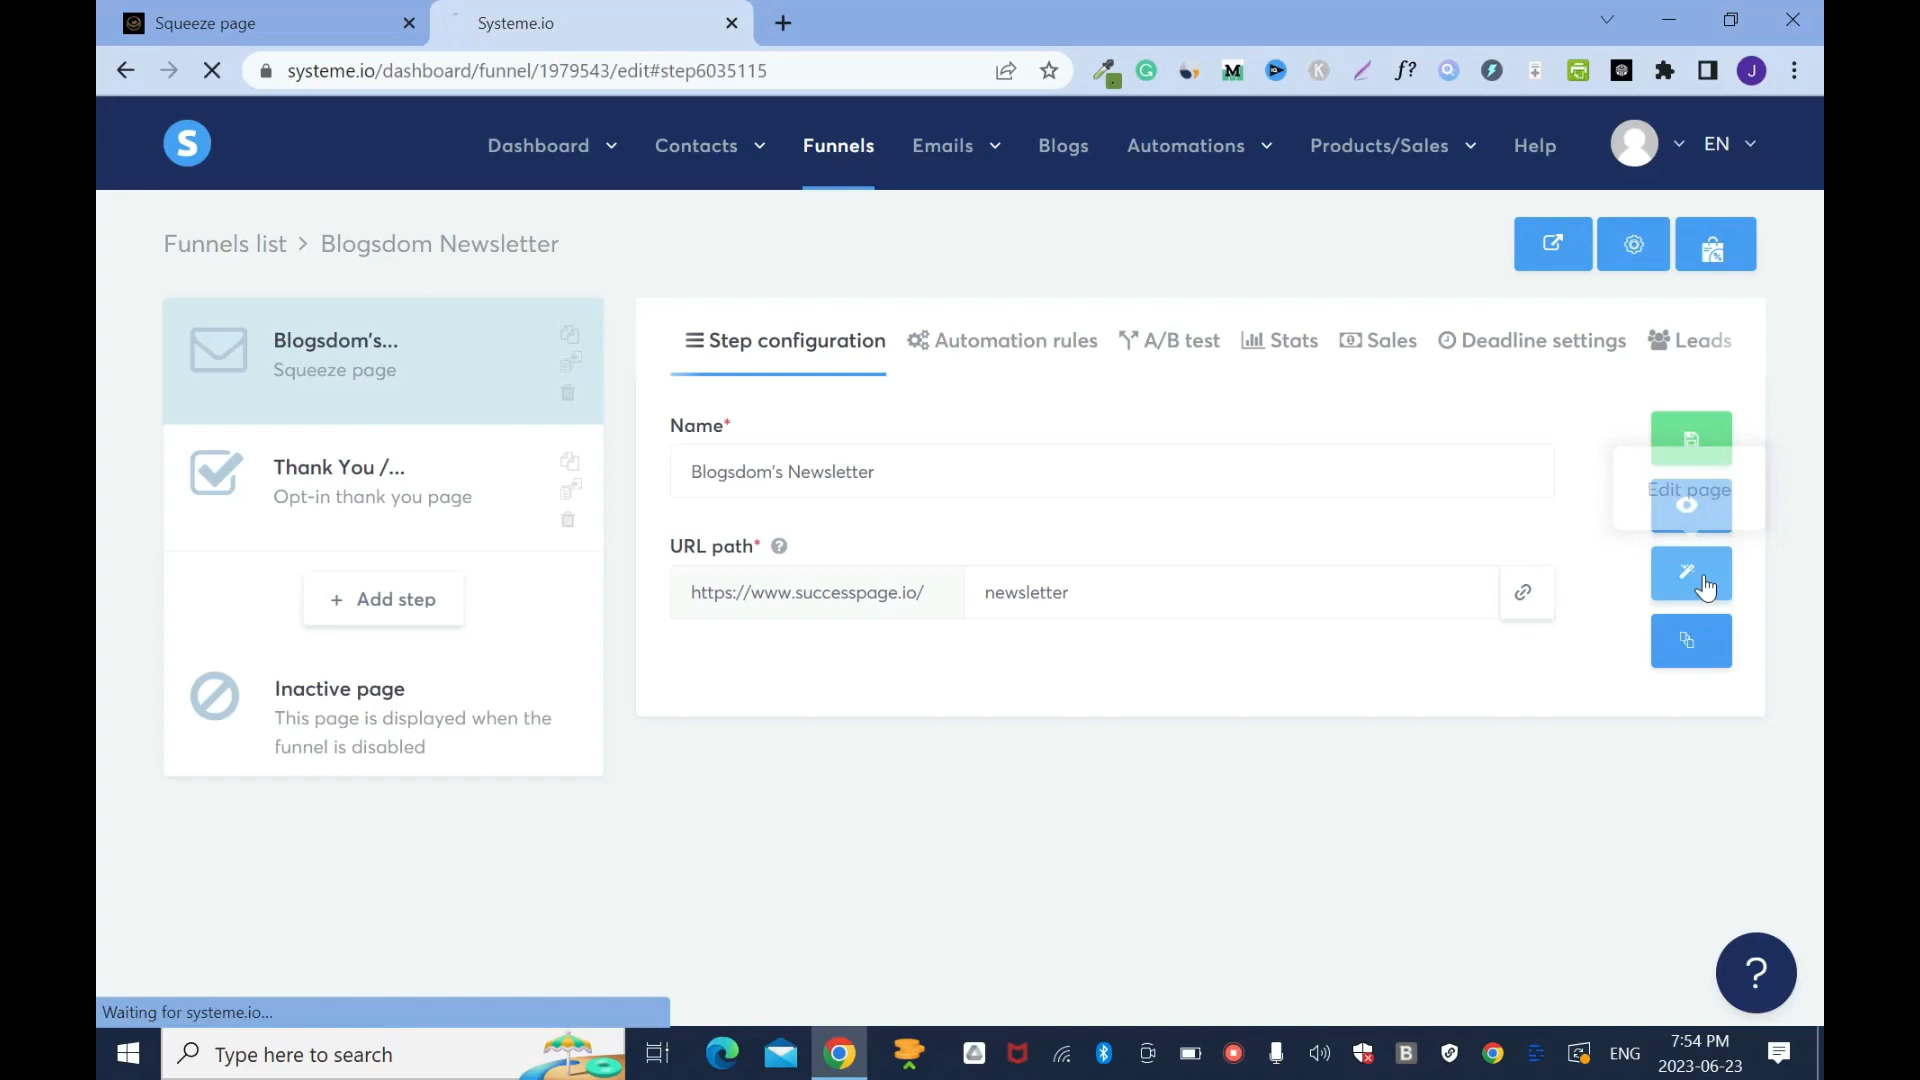 Squeeze page
Systeme.io
systeme.io/dashboard/funnel/1979543/edit#step6035115
M
K
f?
J
S
Dashboard
Contacts
Funnels
Emails
Blogs
Automations
Products/Sales
Help
EN
Funnels list > Blogsdom Newsletter
Blogsdom's...
Squeeze page
Thank You /...
Opt-in thank you page
+ Add step
Inactive page
This page is displayed when the
funnel is disabled
Step configuration
Automation rules
A/B test
Stats
Sales
Deadline settings
Leads
Name*
Blogsdom's Newsletter
Edit page
URL path* ?
https://www.successpage.io/
newsletter
?
Waiting for systeme.io...
Type here to search
B
ENG
7:54 PM
2023-06-23